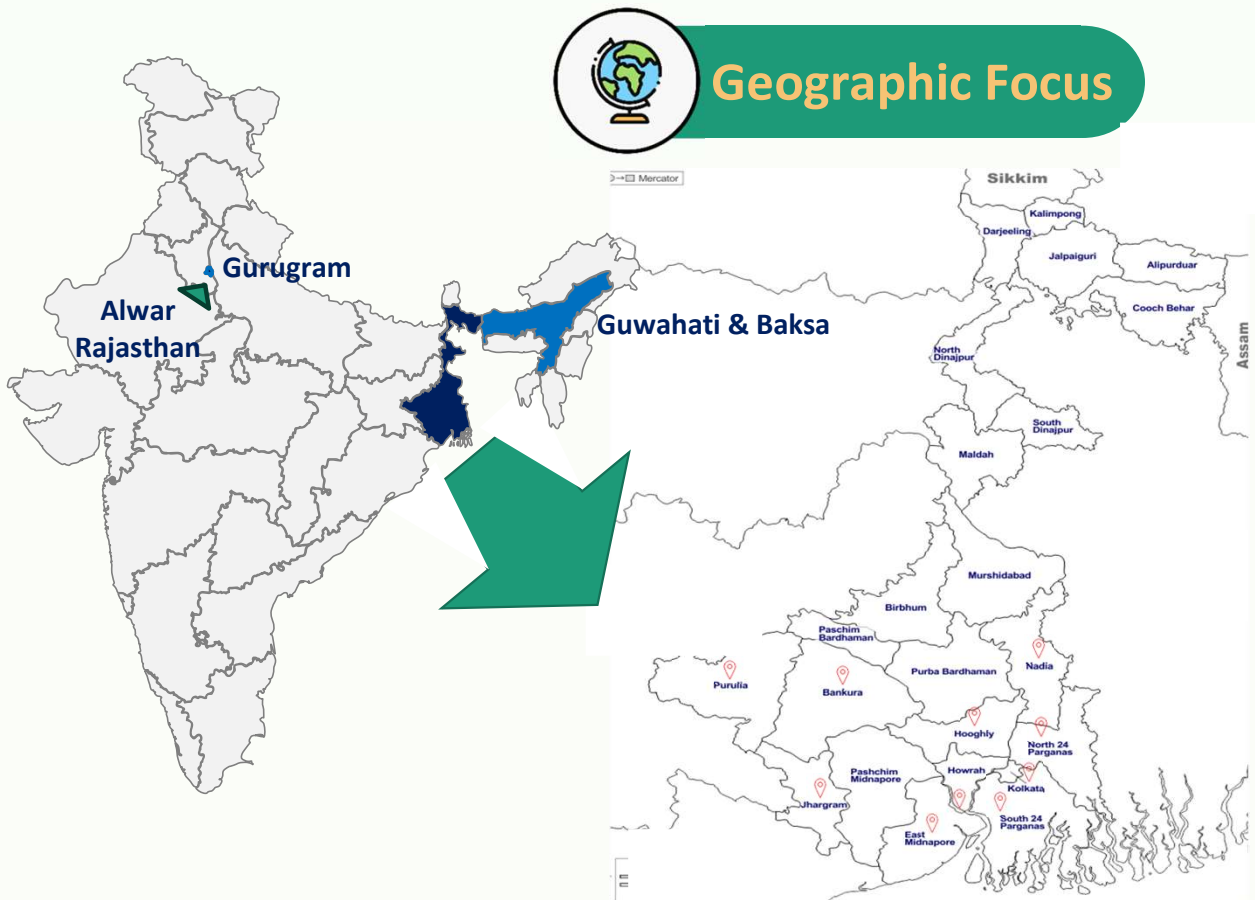 Geographic Focus
Gurugram
Alwar
Rajasthan
Guwahati & Baksa
Mercator
Sikkim
Kalimpong
Darjeeling
Jalpaiguri
Alipurduar
Cooch Behar
Assam
North
Dinajpur
South
Dinajpur
Maldah
Murshidabad
Birbhum
Paschim
Bardhaman
Purba Bardhaman
Nadia
Purulia
Bankura
Hooghly
North 24
Parganas
Howrah
Pashchim
Midnapore
Kolkata
Jhargram
South 24
Parganas
East
Midnapore